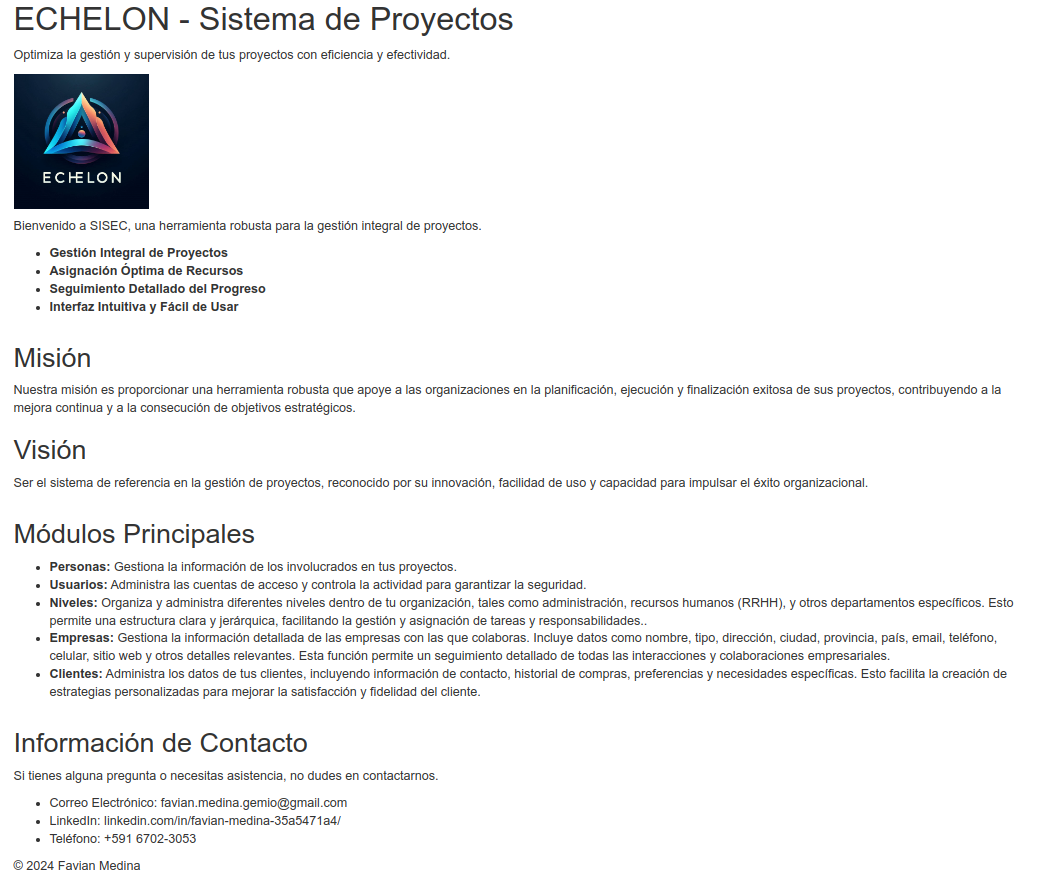 ECHELON - Sistema de Proyectos
Optimiza la gestión y supervisión de tus proyectos con eficiencia y efectividad.
ECHELON
Bienvenido a SISEC, una herramienta robusta para la gestión integral de proyectos.
• Gestión Integral de Proyectos
• Asignación Óptima de Recursos
• Seguimiento Detallado del Progreso
• Interfaz Intuitiva y Fácil de Usar
Misión
Nuestra misión es proporcionar una herramienta robusta que apoye a las organizaciones en la planificación, ejecución y finalización exitosa de sus proyectos, contribuyendo a la
mejora continua y a la consecución de objetivos estratégicos.
Visión
Ser el sistema de referencia en la gestión de proyectos, reconocido por su innovación, facilidad de uso y capacidad para impulsar el éxito organizacional.
Módulos Principales
• Personas: Gestiona la información de los involucrados en tus proyectos.
• Usuarios: Administra las cuentas de acceso y controla la actividad para garantizar la seguridad.
• Niveles: Organiza y administra diferentes niveles dentro de tu organización, tales como administración, recursos humanos (RRHH), y otros departamentos específicos. Esto
permite una estructura clara y jerárquica, facilitando la gestión y asignación de tareas y responsabilidades..
• Empresas: Gestiona la información detallada de las empresas con las que colaboras. Incluye datos como nombre, tipo, dirección, ciudad, provincia, país, email, teléfono,
celular, sitio web y otros detalles relevantes. Esta función permite un seguimiento detallado de todas las interacciones y colaboraciones empresariales.
• Clientes: Administra los datos de tus clientes, incluyendo información de contacto, historial de compras, preferencias y necesidades específicas. Esto facilita la creación de
estrategias personalizadas para mejorar la satisfacción y fidelidad del cliente.
Información de Contacto
Si tienes alguna pregunta o necesitas asistencia, no dudes en contactarnos.
• Correo Electrónico: favian.medina.gemio@gmail.com
• LinkedIn: linkedin.com/in/favian-medina-35a5471a4/
• Teléfono: +591 6702-3053
© 2024 Favian Medina